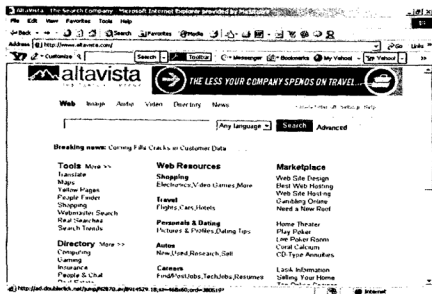 AltaVista - The Search Company - Microsoft Internet Explorer provided by
File Edit View Favorites Tools Help
Back Search Favorites Media
Address http://www.altavista.com/ Go Links
Customize Search Toolbar Messenger Bookmarks My Yahoo! Yahoo!
altavista THE LESS YOUR COMPANY SPENDS ON TRAVEL...
Web Image Audio Video Directory News
Any Language Search Advanced
Breaking news: Corning Fills Cracks in Customer Data
Tools More >>
Translate
Maps
Yellow Pages
People Finder
Shopping
Webmaster Search
Real Searches
Search Trends
Directory More >>
Computing
Gaming
Insurance
People & Chat
Web Resources
Shopping
Electronics, Video Games, More
Travel
Flights, Cars, Hotels
Personals & Dating
Pictures & Profiles, Dating Tips
Autos
New, Used, Research, Sell
Careers
Find/Post Jobs, Tech Jobs, Resumes
Marketplace
Web Site Design
Best Web Hosting
Web Site Hosting
Gambling Online
Need a New Roof
Home Theater
Play Poker
Live Poker Room
Coral Calcium
CD-Type Annuities
Lasik Information
Selling Your Home
Internet